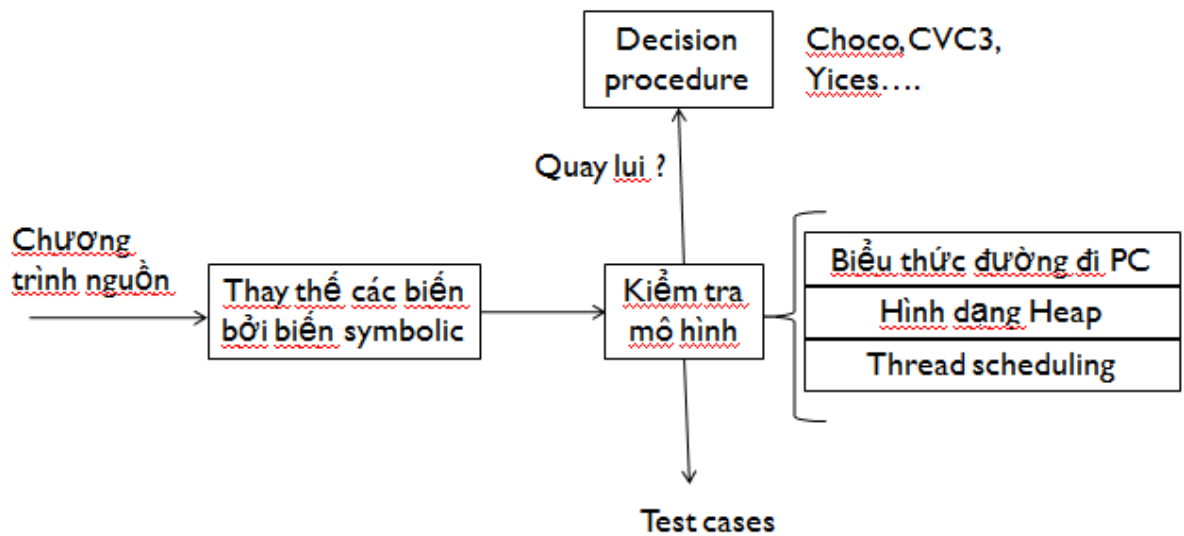 Decision
procedure
Choco, CVC3,
Yices....
Quay lui ?
Chương
trình nguồn
Thay thế các biến
bởi biến symbolic
Kiểm tra
mô hình
Biểu thức đường đi PC
Hình dạng Heap
Thread scheduling
Test cases